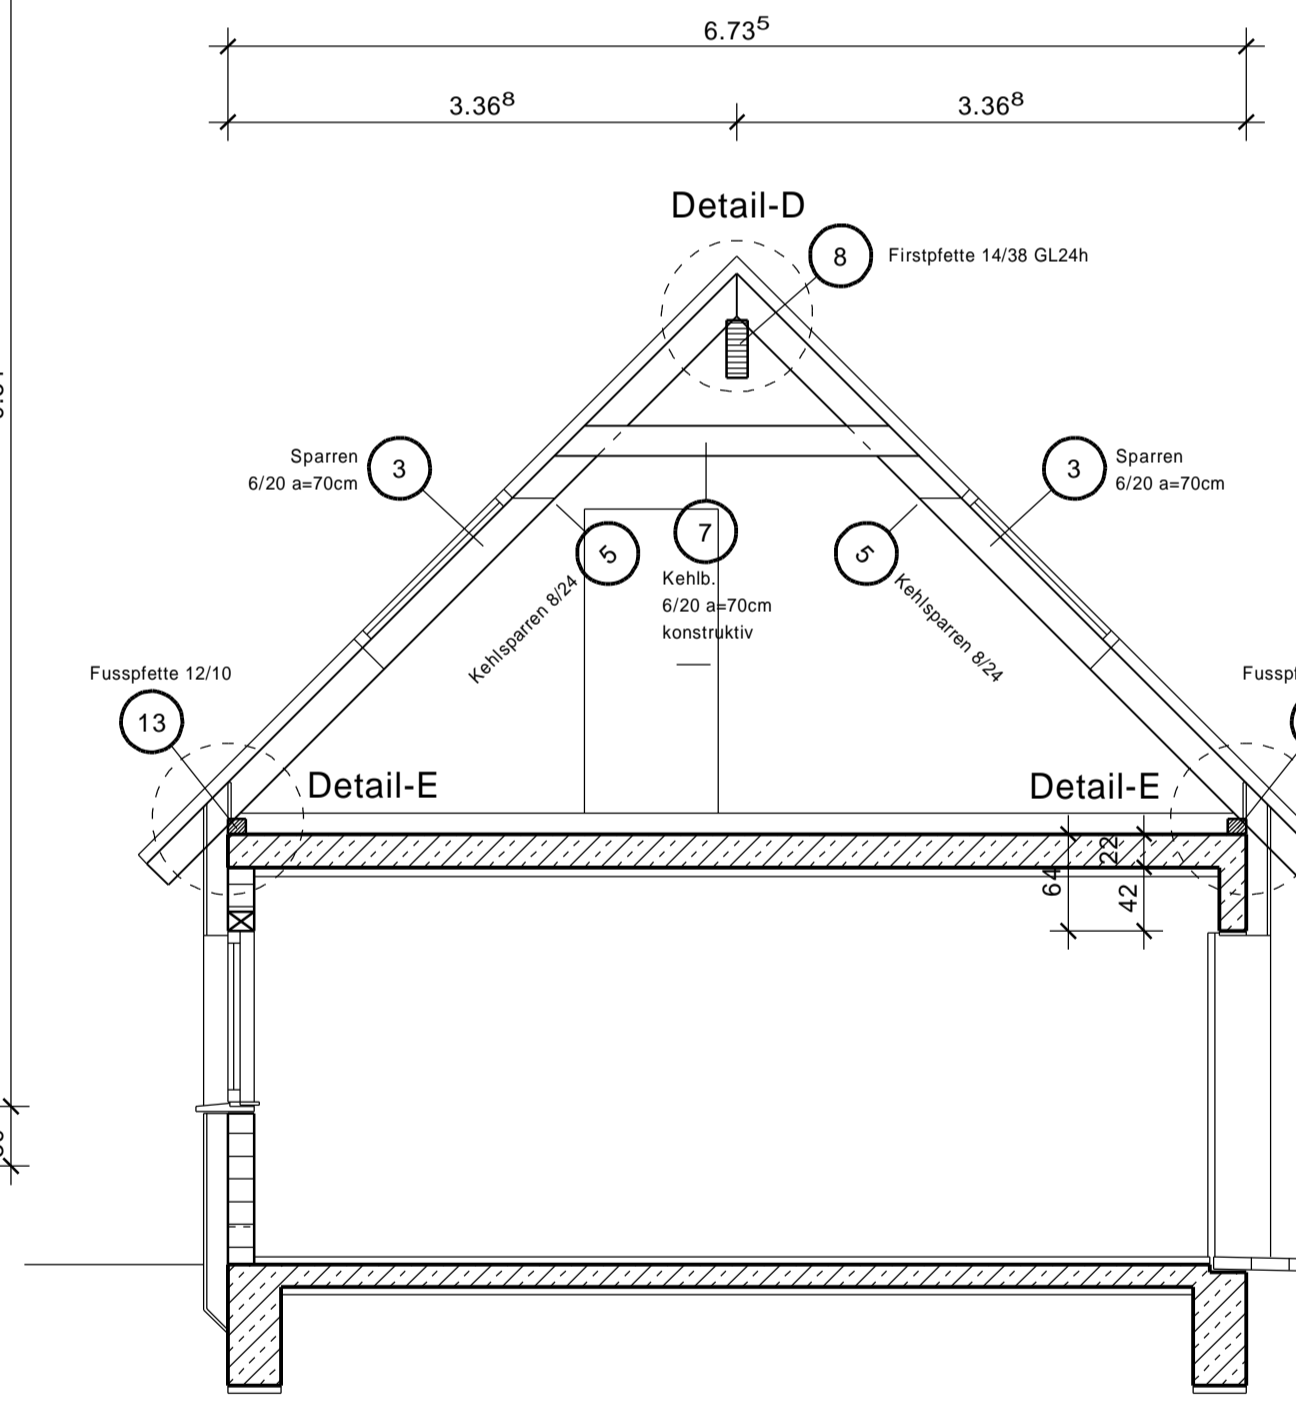 6.73⁵
3.36⁸
3.36⁸
Detail-D
8
Firstpfette 14/38 GL24h
Sparren
6/20 a=70cm
3
3
Sparren
6/20 a=70cm
5
7
5
Kehlsparren 8/24
Kehlb.
6/20 a=70cm
konstruktiv
Kehlsparren 8/24
Fusspfette 12/10
13
Detail-E
Detail-E
64
22
42